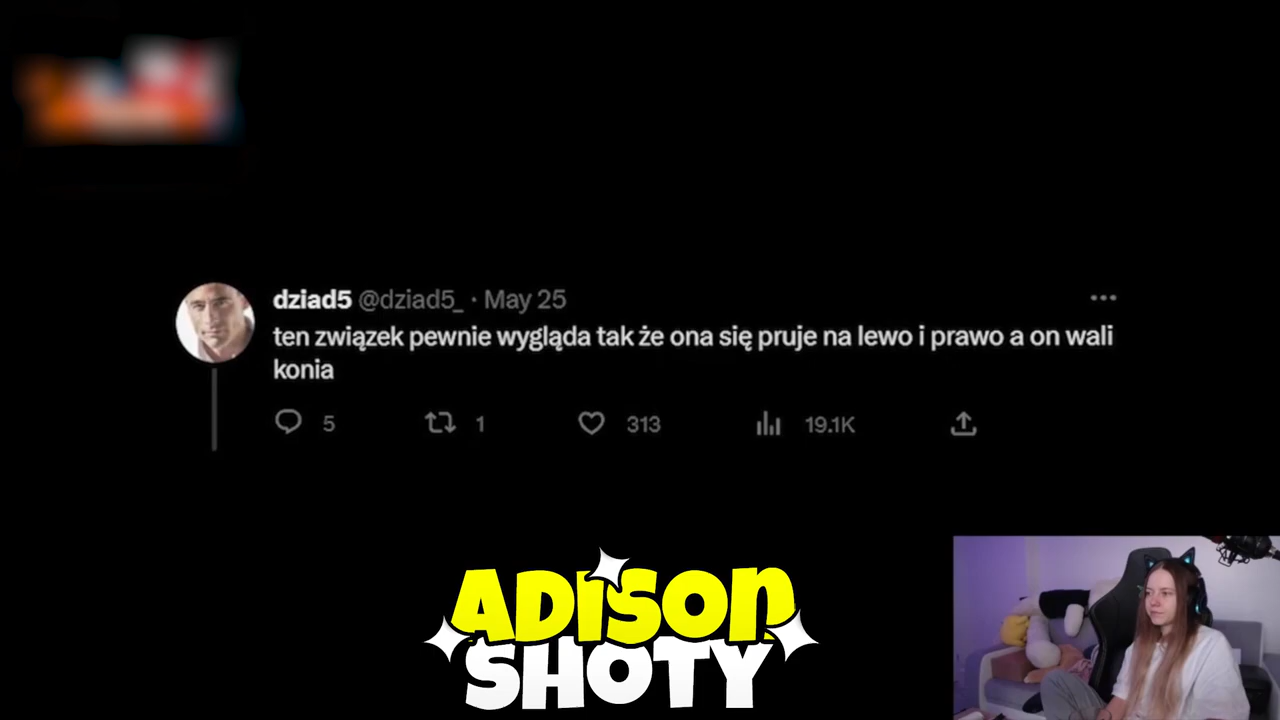 dziad5 @dziad5_ · May 25
ten związek pewnie wygląda tak że ona się pruje na lewo i prawo a on wali
konia
5 1 313 19.1K
ADISON
SHOTY